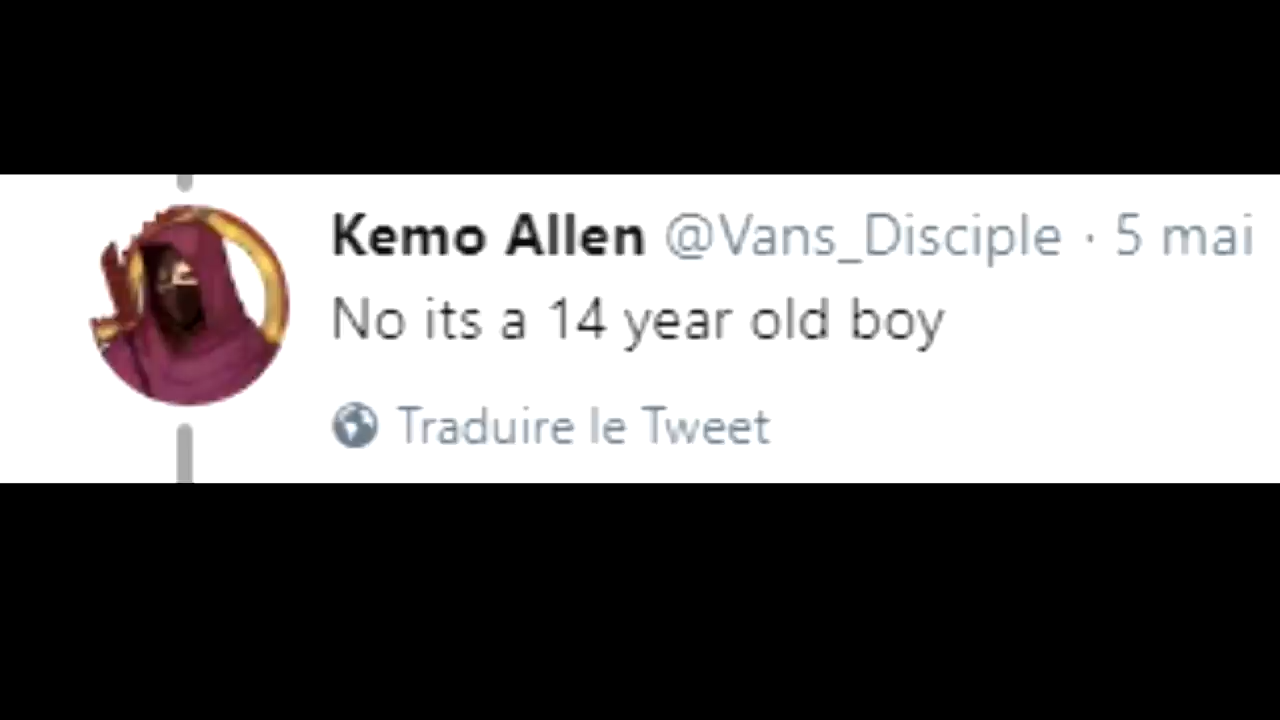 Kemo Allen @Vans_Disciple · 5 mai
No its a 14 year old boy
Traduire le Tweet